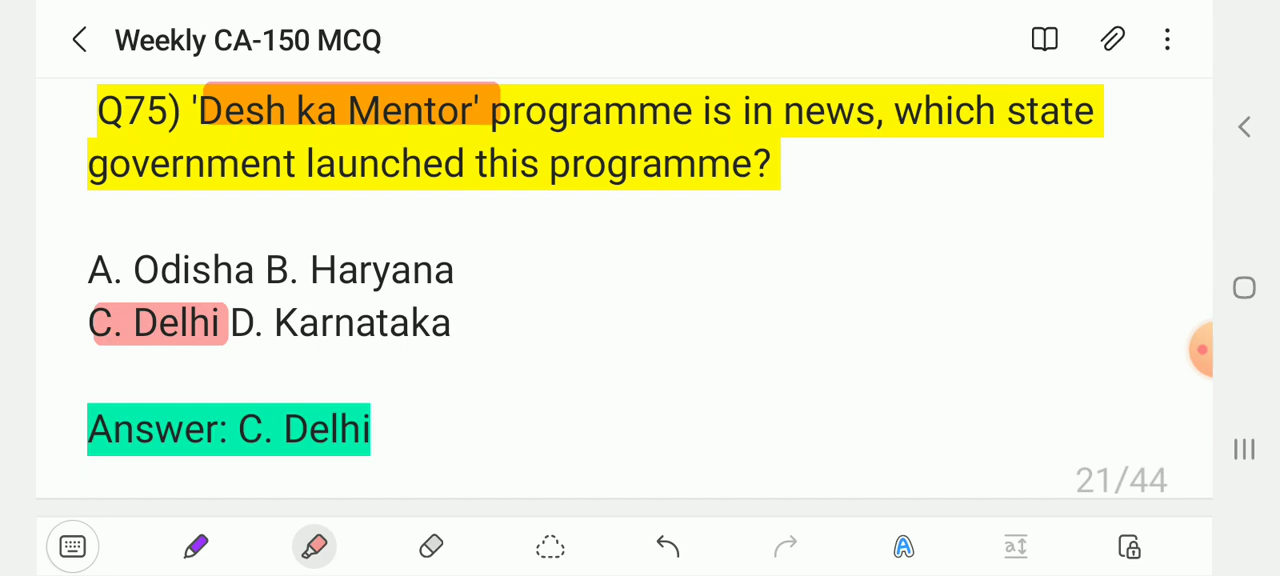 Weekly CA-150 MCQ
Q75) 'Desh ka Mentor' programme is in news, which state
government launched this programme?
A. Odisha B. Haryana
C. Delhi D. Karnataka
Answer: C. Delhi
21/44